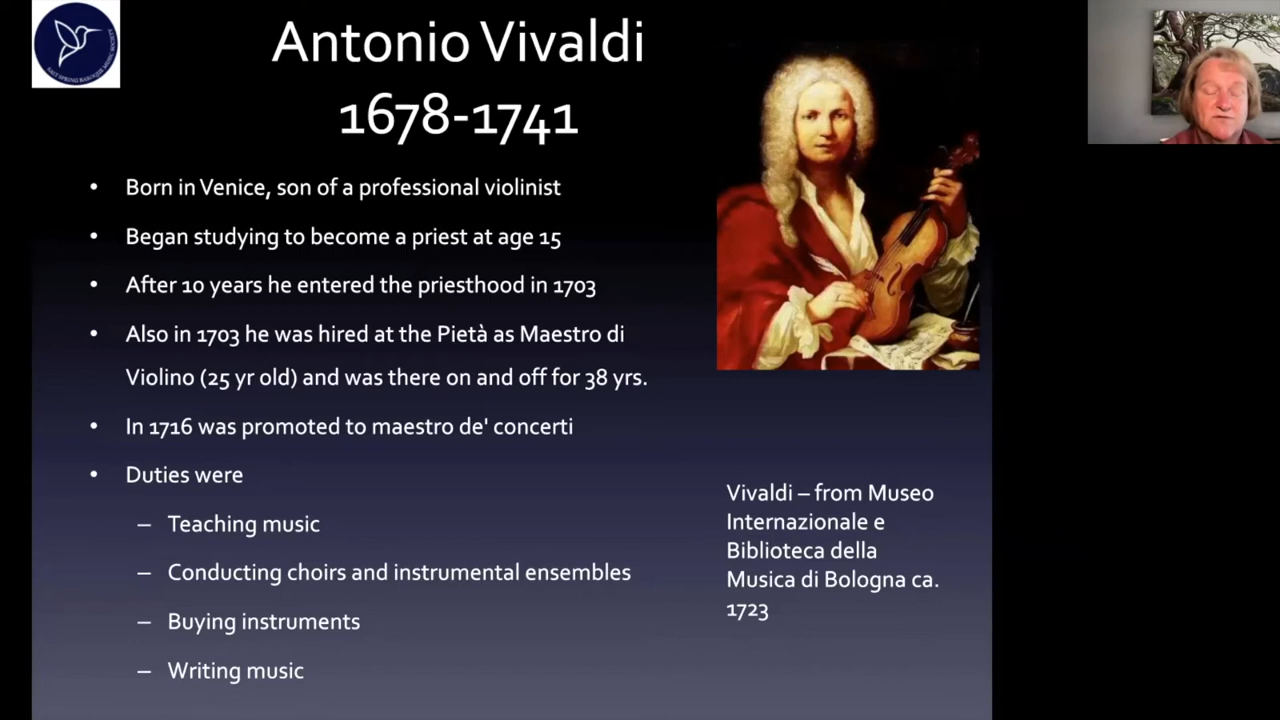 Antonio Vivaldi
1678-1741
• Born in Venice, son of a professional violinist
• Began studying to become a priest at age 15
• After 10 years he entered the priesthood in 1703
• Also in 1703 he was hired at the Pietà as Maestro di
Violino (25 yr old) and was there on and off for 38 yrs.
• In 1716 was promoted to maestro de' concerti
• Duties were
– Teaching music
– Conducting choirs and instrumental ensembles
– Buying instruments
– Writing music
Vivaldi – from Museo
Internazionale e
Biblioteca della
Musica di Bologna ca.
1723